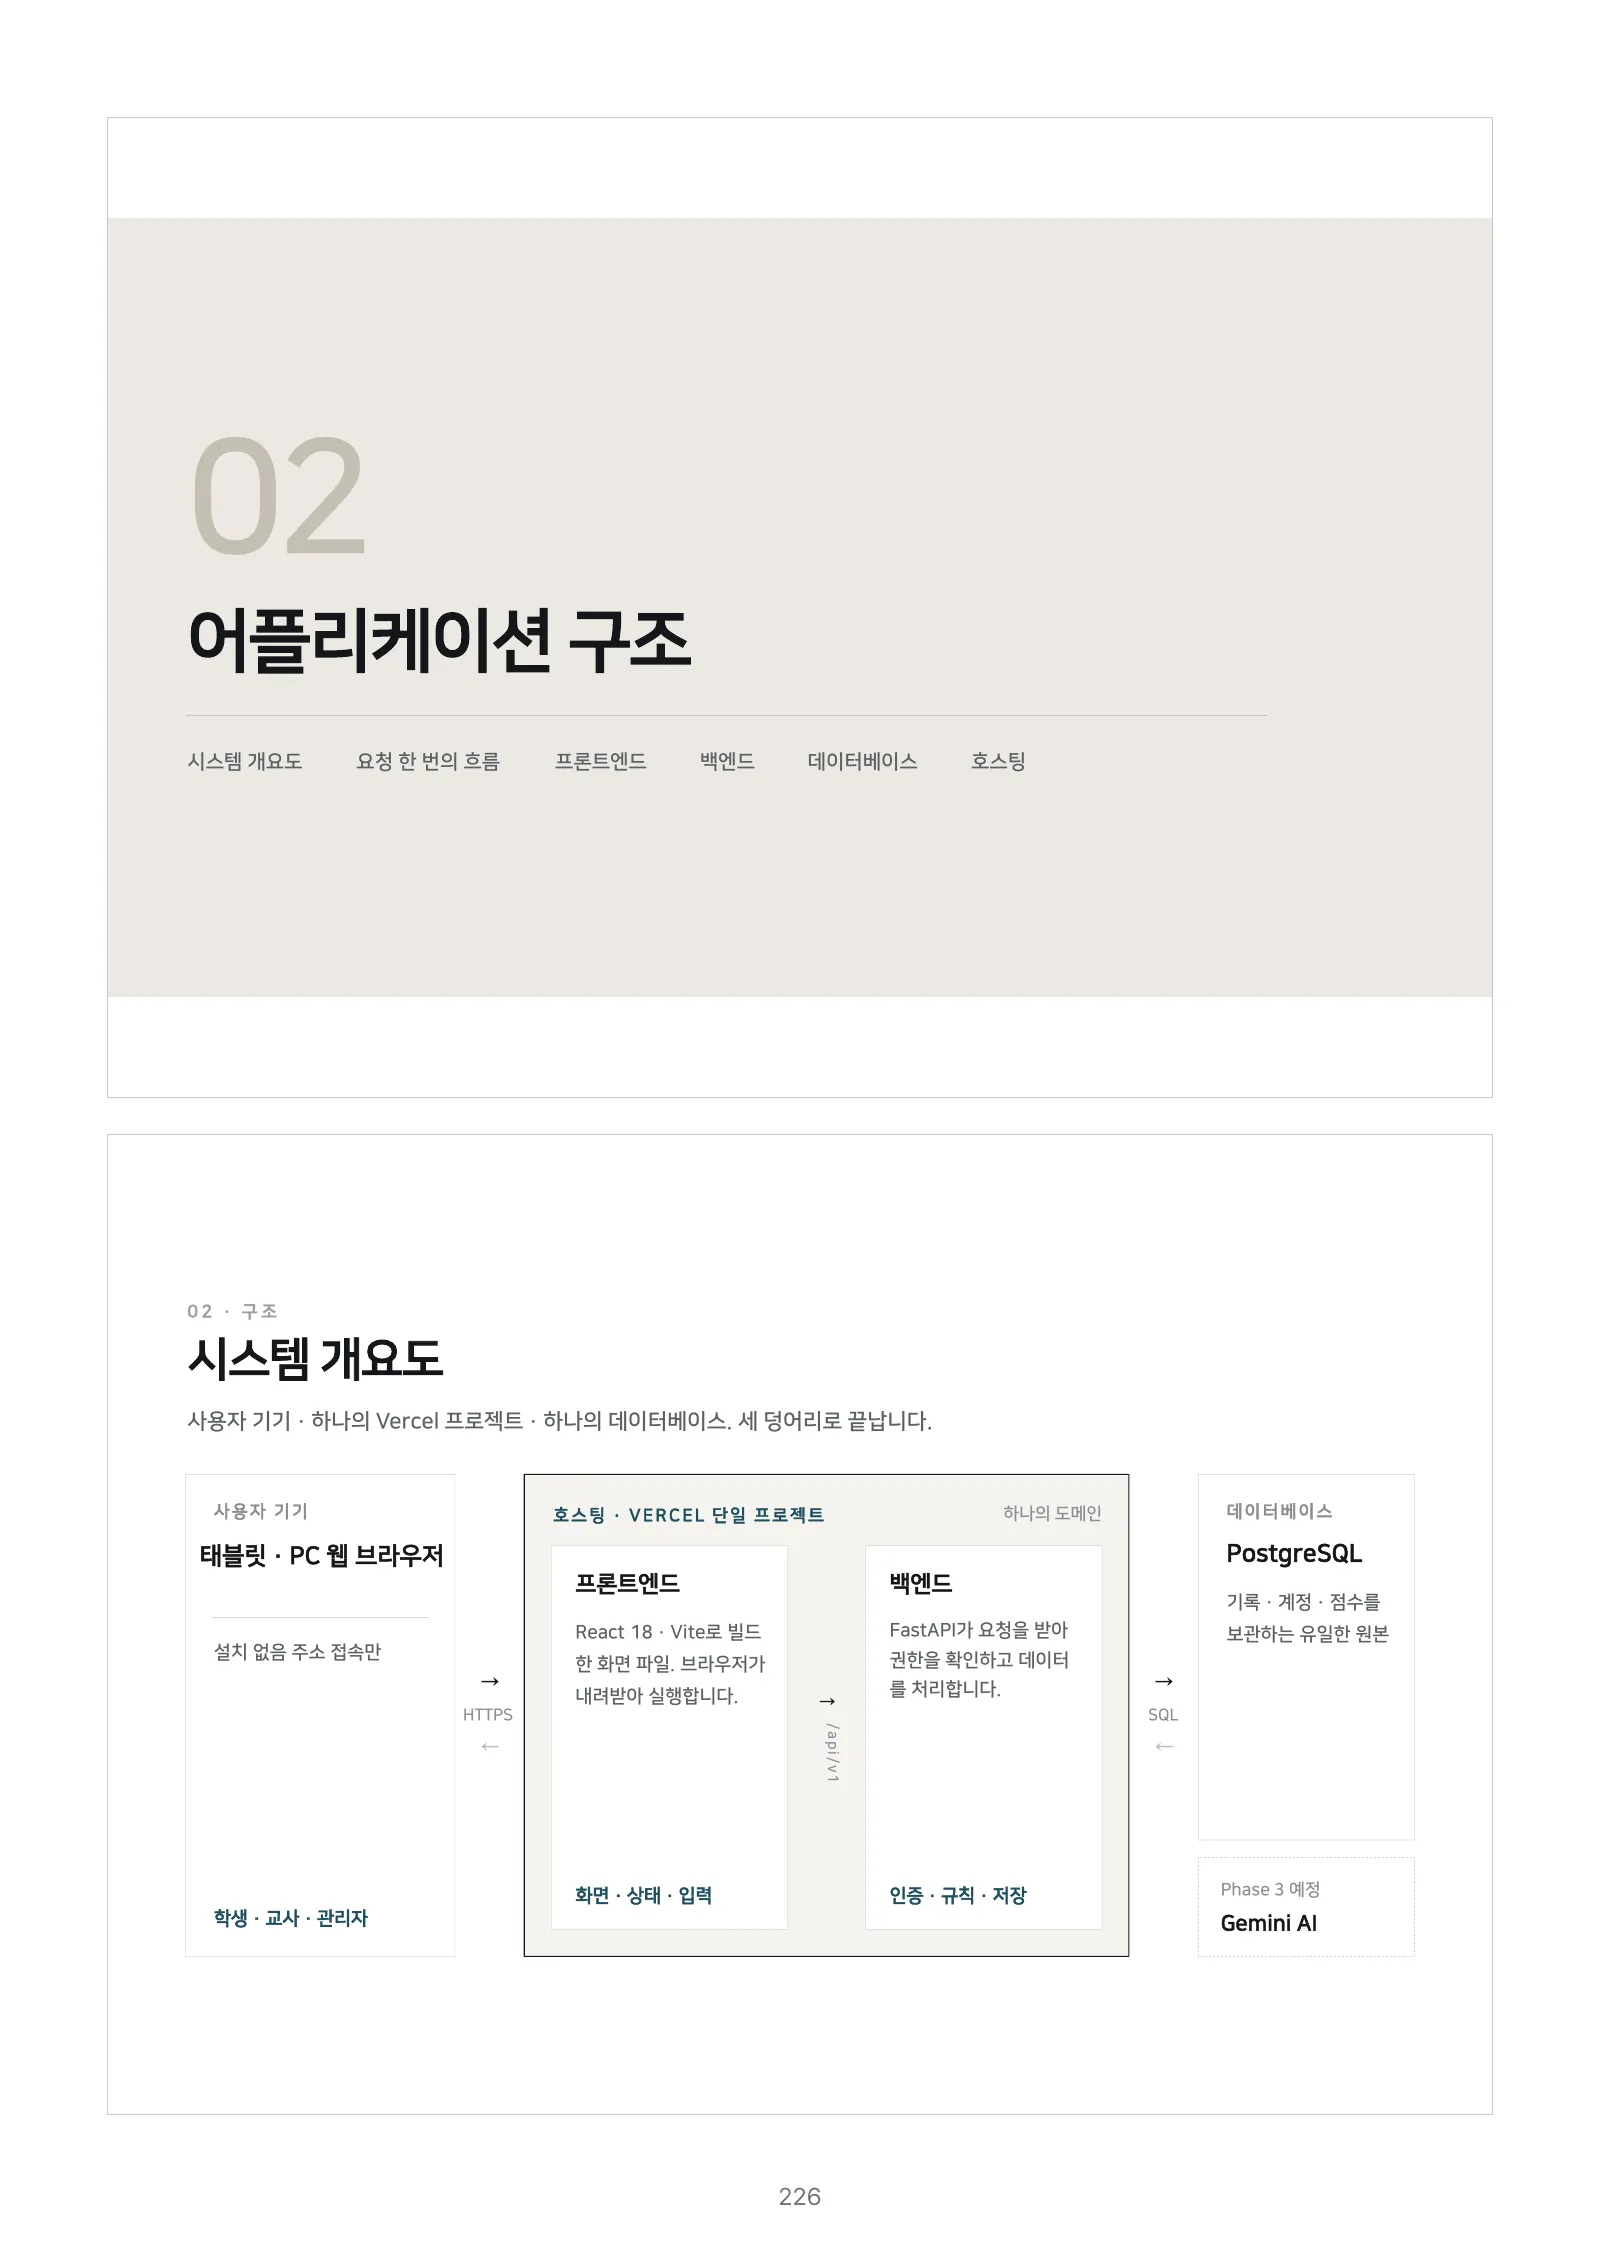 02
어플리케이션 구조
시스템 개요도 요청 한 번의 흐름 프론트엔드 백엔드 데이터베이스 호스팅
02 · 구조
시스템 개요도
사용자 기기 · 하나의 Vercel 프로젝트 · 하나의 데이터베이스. 세 덩어리로 끝납니다.
사용자 기기
태블릿 · PC 웹 브라우저
설치 없음 주소 접속만
학생 · 교사 · 관리자
→
HTTPS
←
호스팅 · VERCEL 단일 프로젝트
하나의 도메인
프론트엔드
React 18 · Vite로 빌드
한 화면 파일. 브라우저가
내려받아 실행합니다.
화면 · 상태 · 입력
→
/api/v1
백엔드
FastAPI가 요청을 받아
권한을 확인하고 데이터
를 처리합니다.
인증 · 규칙 · 저장
→
SQL
←
데이터베이스
PostgreSQL
기록 · 계정 · 점수를
보관하는 유일한 원본
Phase 3 예정
Gemini AI
226